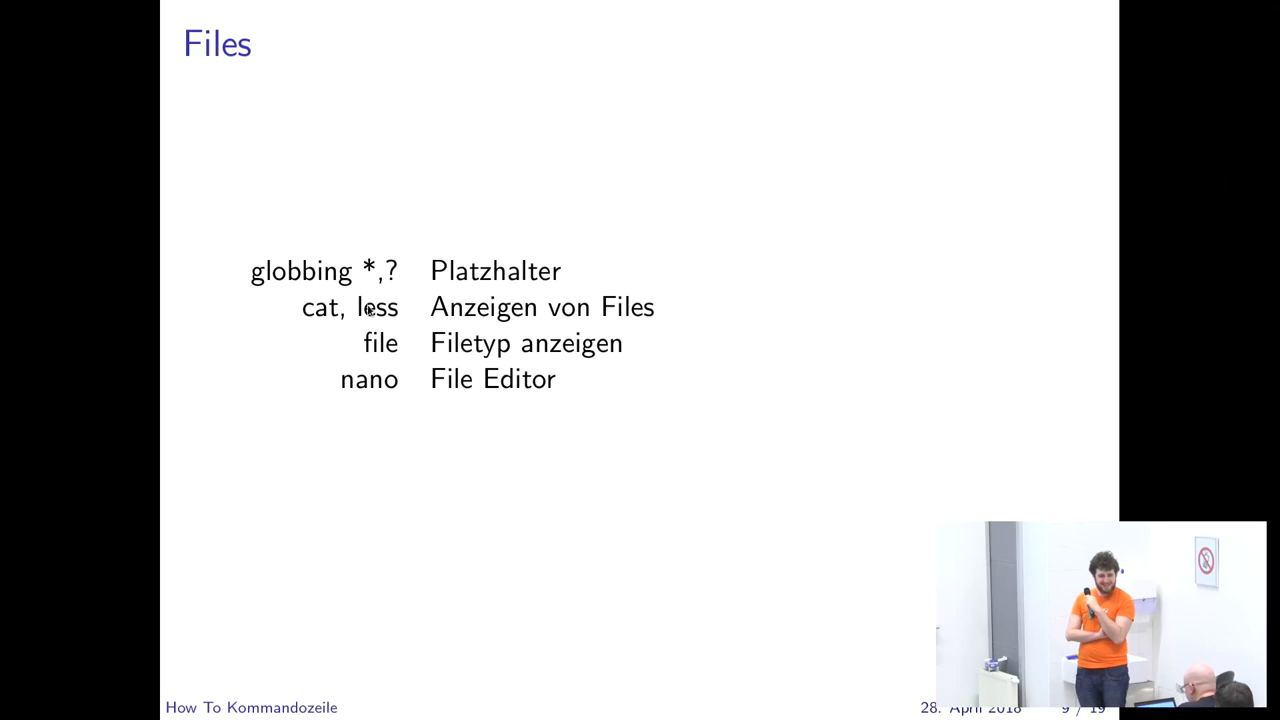 Files
globbing *,? Platzhalter
cat, less Anzeigen von Files
file Filetyp anzeigen
nano File Editor
How To Kommandozeile 28. April 2018 9 / 19